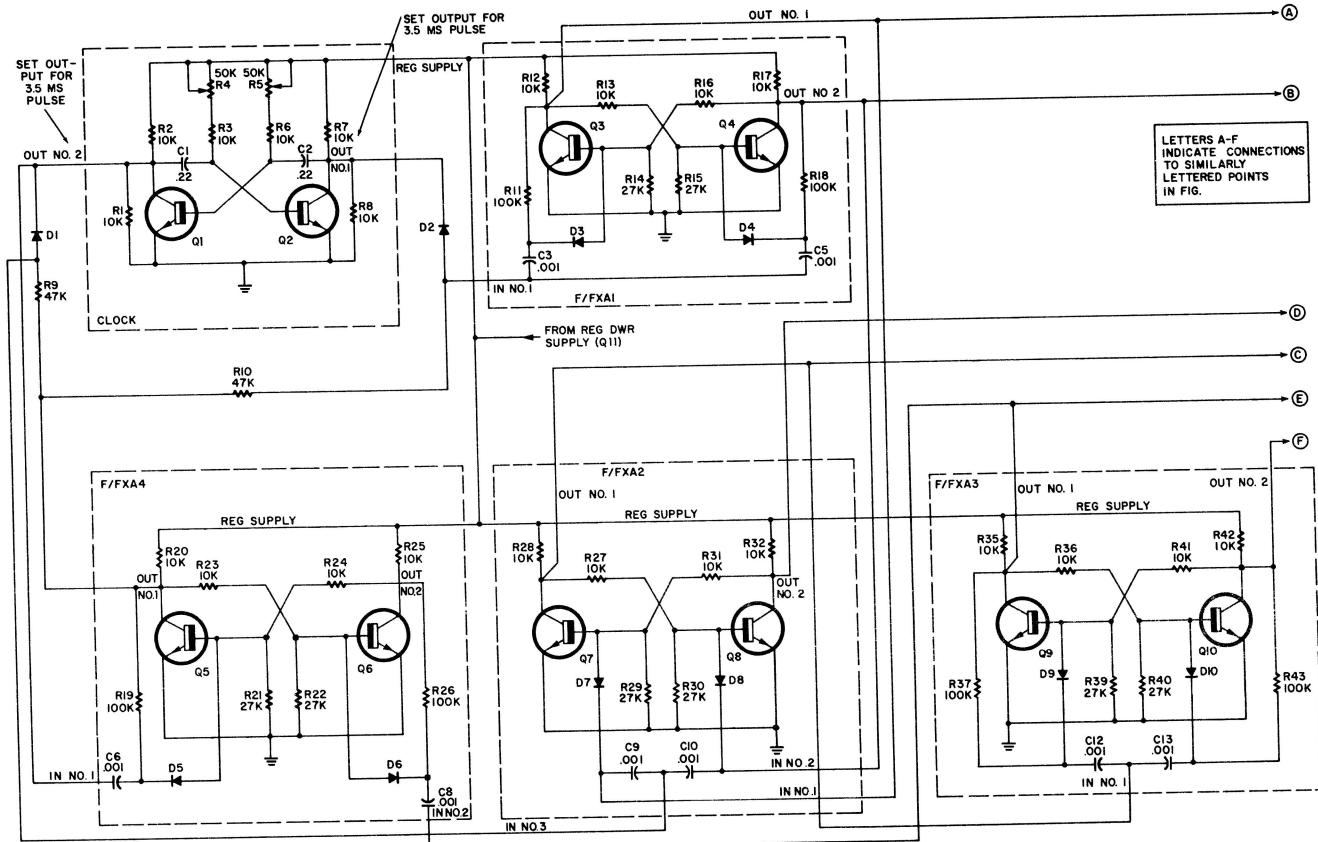 SET OUTPUT FOR
3.5 MS PULSE
OUT NO. 1
A
SET OUT-
PUT FOR
3.5 MS
PULSE
50K
R4
50K
R5
REG SUPPLY
R12
10K
R13
10K
R16
10K
R17
10K
OUT NO 2
B
R2
10K
R3
10K
R6
10K
R7
10K
Q3
Q4
LETTERS A-F
INDICATE CONNECTIONS
TO SIMILARLY
LETTERED POINTS
IN FIG.
OUT NO. 2
C1
.22
C2
.22
OUT
NO.1
R11
100K
R14
27K
R15
27K
R18
100K
R1
10K
Q1
Q2
R8
10K
D1
D2
D3
D4
C3
.001
C5
.001
R9
47K
IN NO.1
F/FXA1
CLOCK
FROM REG DWR
SUPPLY (Q11)
D
C
R10
47K
E
F
F/FXA4
F/FXA2
F/FXA3
OUT NO. 1
OUT NO. 1
OUT NO. 2
REG SUPPLY
REG SUPPLY
REG SUPPLY
R20
10K
R23
10K
R24
10K
R25
10K
R28
10K
R27
10K
R31
10K
R32
10K
R35
10K
R36
10K
R41
10K
R42
10K
OUT
NO.1
OUT
NO.2
OUT
NO. 2
Q5
Q6
Q7
Q8
Q9
Q10
R19
100K
R21
27K
R22
27K
R26
100K
D7
R29
27K
R30
27K
D8
R37
100K
D9
R39
27K
R40
27K
D10
R43
100K
C6
.001
IN NO. 1
D5
D6
C8
.001
IN NO.2
C9
.001
C10
.001
IN NO.2
IN NO.1
C12
.001
C13
.001
IN NO. 1
IN NO.3